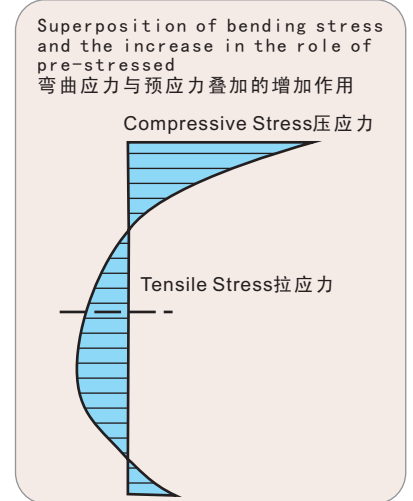 Superposition of bending stress
and the increase in the role of
pre-stressed
弯曲应力与预应力叠加的增加作用
Compressive Stress压应力
Tensile Stress拉应力